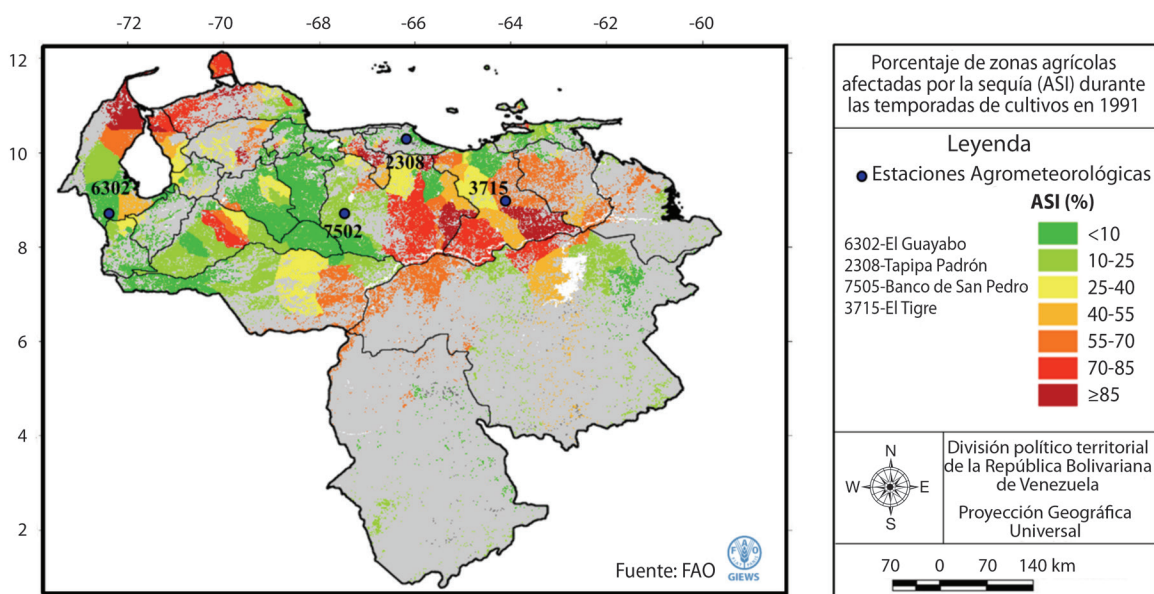 -72 -70 -68 -66 -64 -62 -60
12
10
8
6
4
2
6302
2308
3715
7502
Fuente: FAO
F A O
GIEWS
Porcentaje de zonas agrícolas
afectadas por la sequía (ASI) durante
las temporadas de cultivos en 1991
Leyenda
Estaciones Agrometeorológicas
ASI (%)
6302-El Guayabo
2308-Tapipa Padrón
7505-Banco de San Pedro
3715-El Tigre
<10
10-25
25-40
40-55
55-70
70-85
≥85
N
W E
S
División político territorial
de la República Bolivariana
de Venezuela
Proyección Geográfica
Universal
70 0 70 140 km